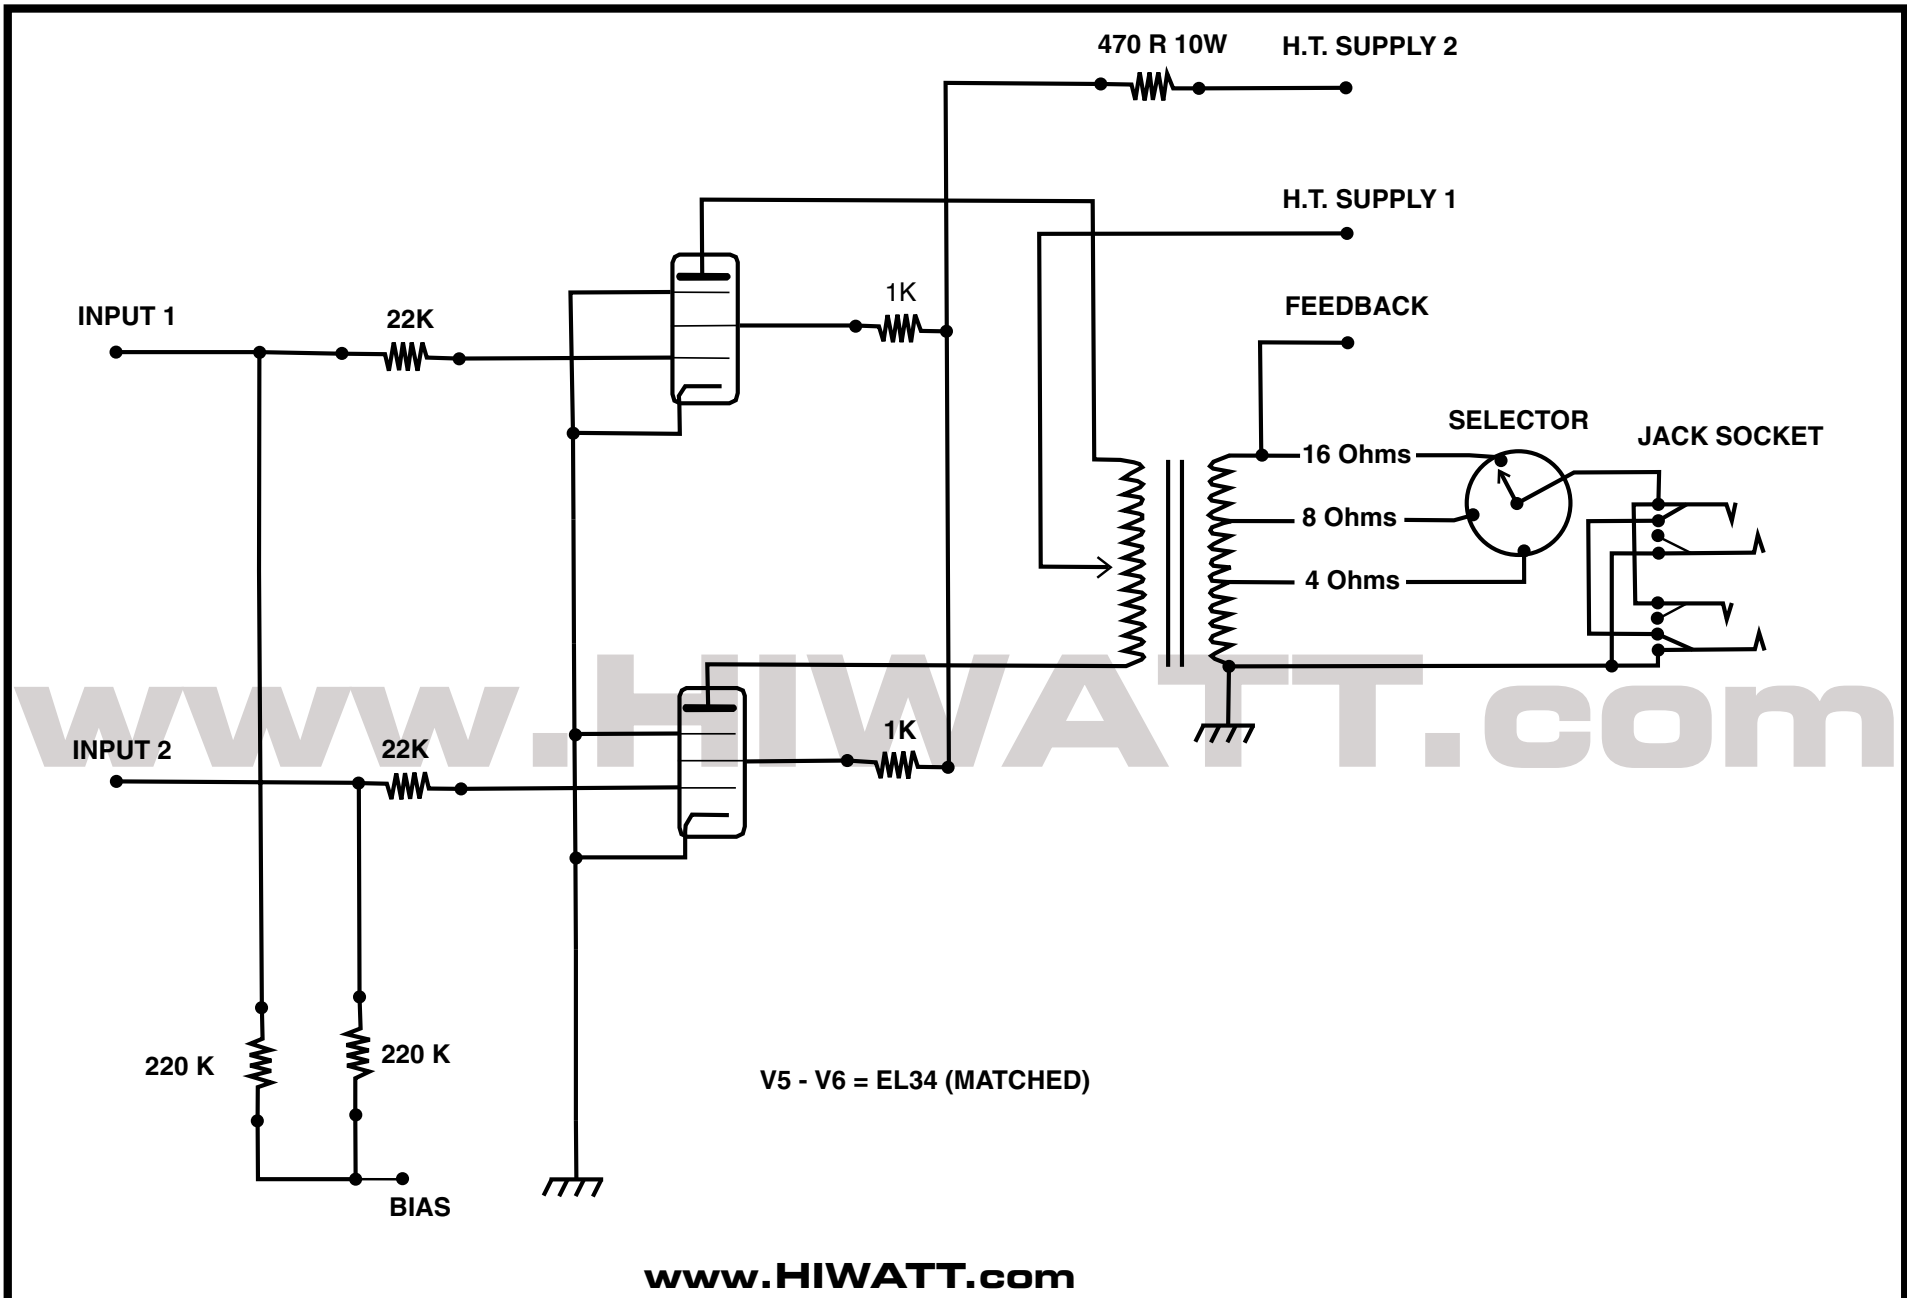 470 R 10W
H.T. SUPPLY 2
H.T. SUPPLY 1
1K
INPUT 1
22K
FEEDBACK
SELECTOR
JACK SOCKET
16 Ohms
8 Ohms
4 Ohms
www.HIWATT.com
INPUT 2
22K
1K
220 K
220 K
V5 - V6 = EL34 (MATCHED)
BIAS
www.HIWATT.com